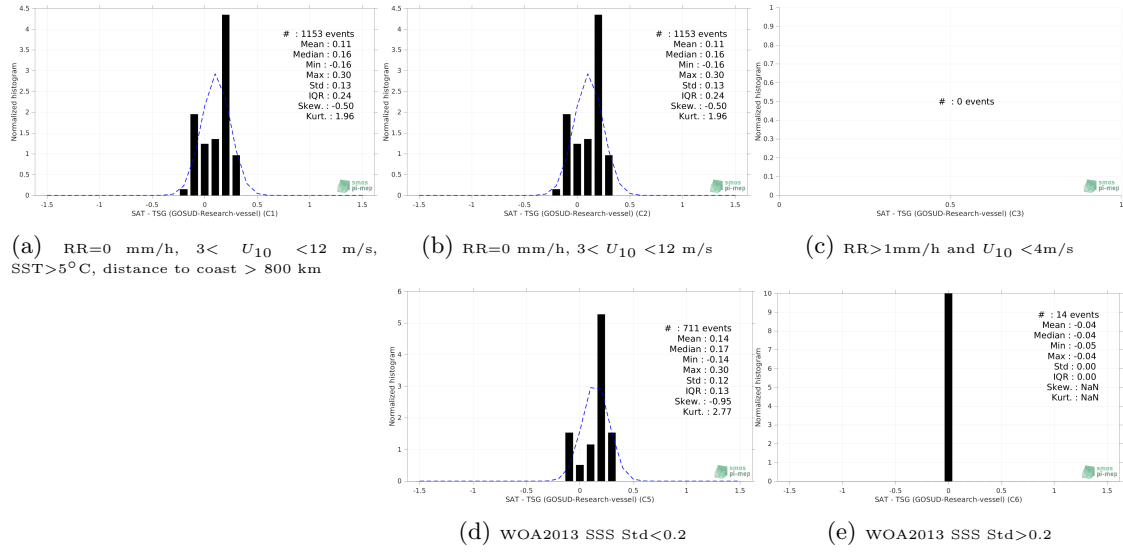 4.5
4
3.5
3
2.5
2
1.5
1
0.5
0
Normalized histogram
-1.5 -1 -0.5 0 0.5 1 1.5
SAT - TSG (GOSUD-Research-vessel) (C1)
# : 1153 events
Mean : 0.11
Median : 0.16
Min : -0.16
Max : 0.30
Std : 0.13
IQR : 0.24
Skew. : -0.50
Kurt. : 1.96
smos
pi-mep
(a) RR=0 mm/h, 3< U10 <12 m/s,
SST>5°C, distance to coast > 800 km
4.5
4
3.5
3
2.5
2
1.5
1
0.5
0
Normalized histogram
-1.5 -1 -0.5 0 0.5 1 1.5
SAT - TSG (GOSUD-Research-vessel) (C2)
# : 1153 events
Mean : 0.11
Median : 0.16
Min : -0.16
Max : 0.30
Std : 0.13
IQR : 0.24
Skew. : -0.50
Kurt. : 1.96
smos
pi-mep
(b) RR=0 mm/h, 3< U10 <12 m/s
1
0.9
0.8
0.7
0.6
0.5
0.4
0.3
0.2
0.1
0
Normalized histogram
0 0.5 1
SAT - TSG (GOSUD-Research-vessel) (C3)
# : 0 events
smos
pi-mep
(c) RR>1mm/h and U10 <4m/s
6
5
4
3
2
1
0
Normalized histogram
-1.5 -1 -0.5 0 0.5 1 1.5
SAT - TSG (GOSUD-Research-vessel) (C5)
# : 711 events
Mean : 0.14
Median : 0.17
Min : -0.14
Max : 0.30
Std : 0.12
IQR : 0.13
Skew. : -0.95
Kurt. : 2.77
smos
pi-mep
(d) WOA2013 SSS Std<0.2
10
9
8
7
6
5
4
3
2
1
0
Normalized histogram
-1.5 -1 -0.5 0 0.5 1 1.5
SAT - TSG (GOSUD-Research-vessel) (C6)
# : 14 events
Mean : -0.04
Median : -0.04
Min : -0.05
Max : -0.04
Std : 0.00
IQR : 0.00
Skew. : NaN
Kurt. : NaN
smos
pi-mep
(e) WOA2013 SSS Std>0.2